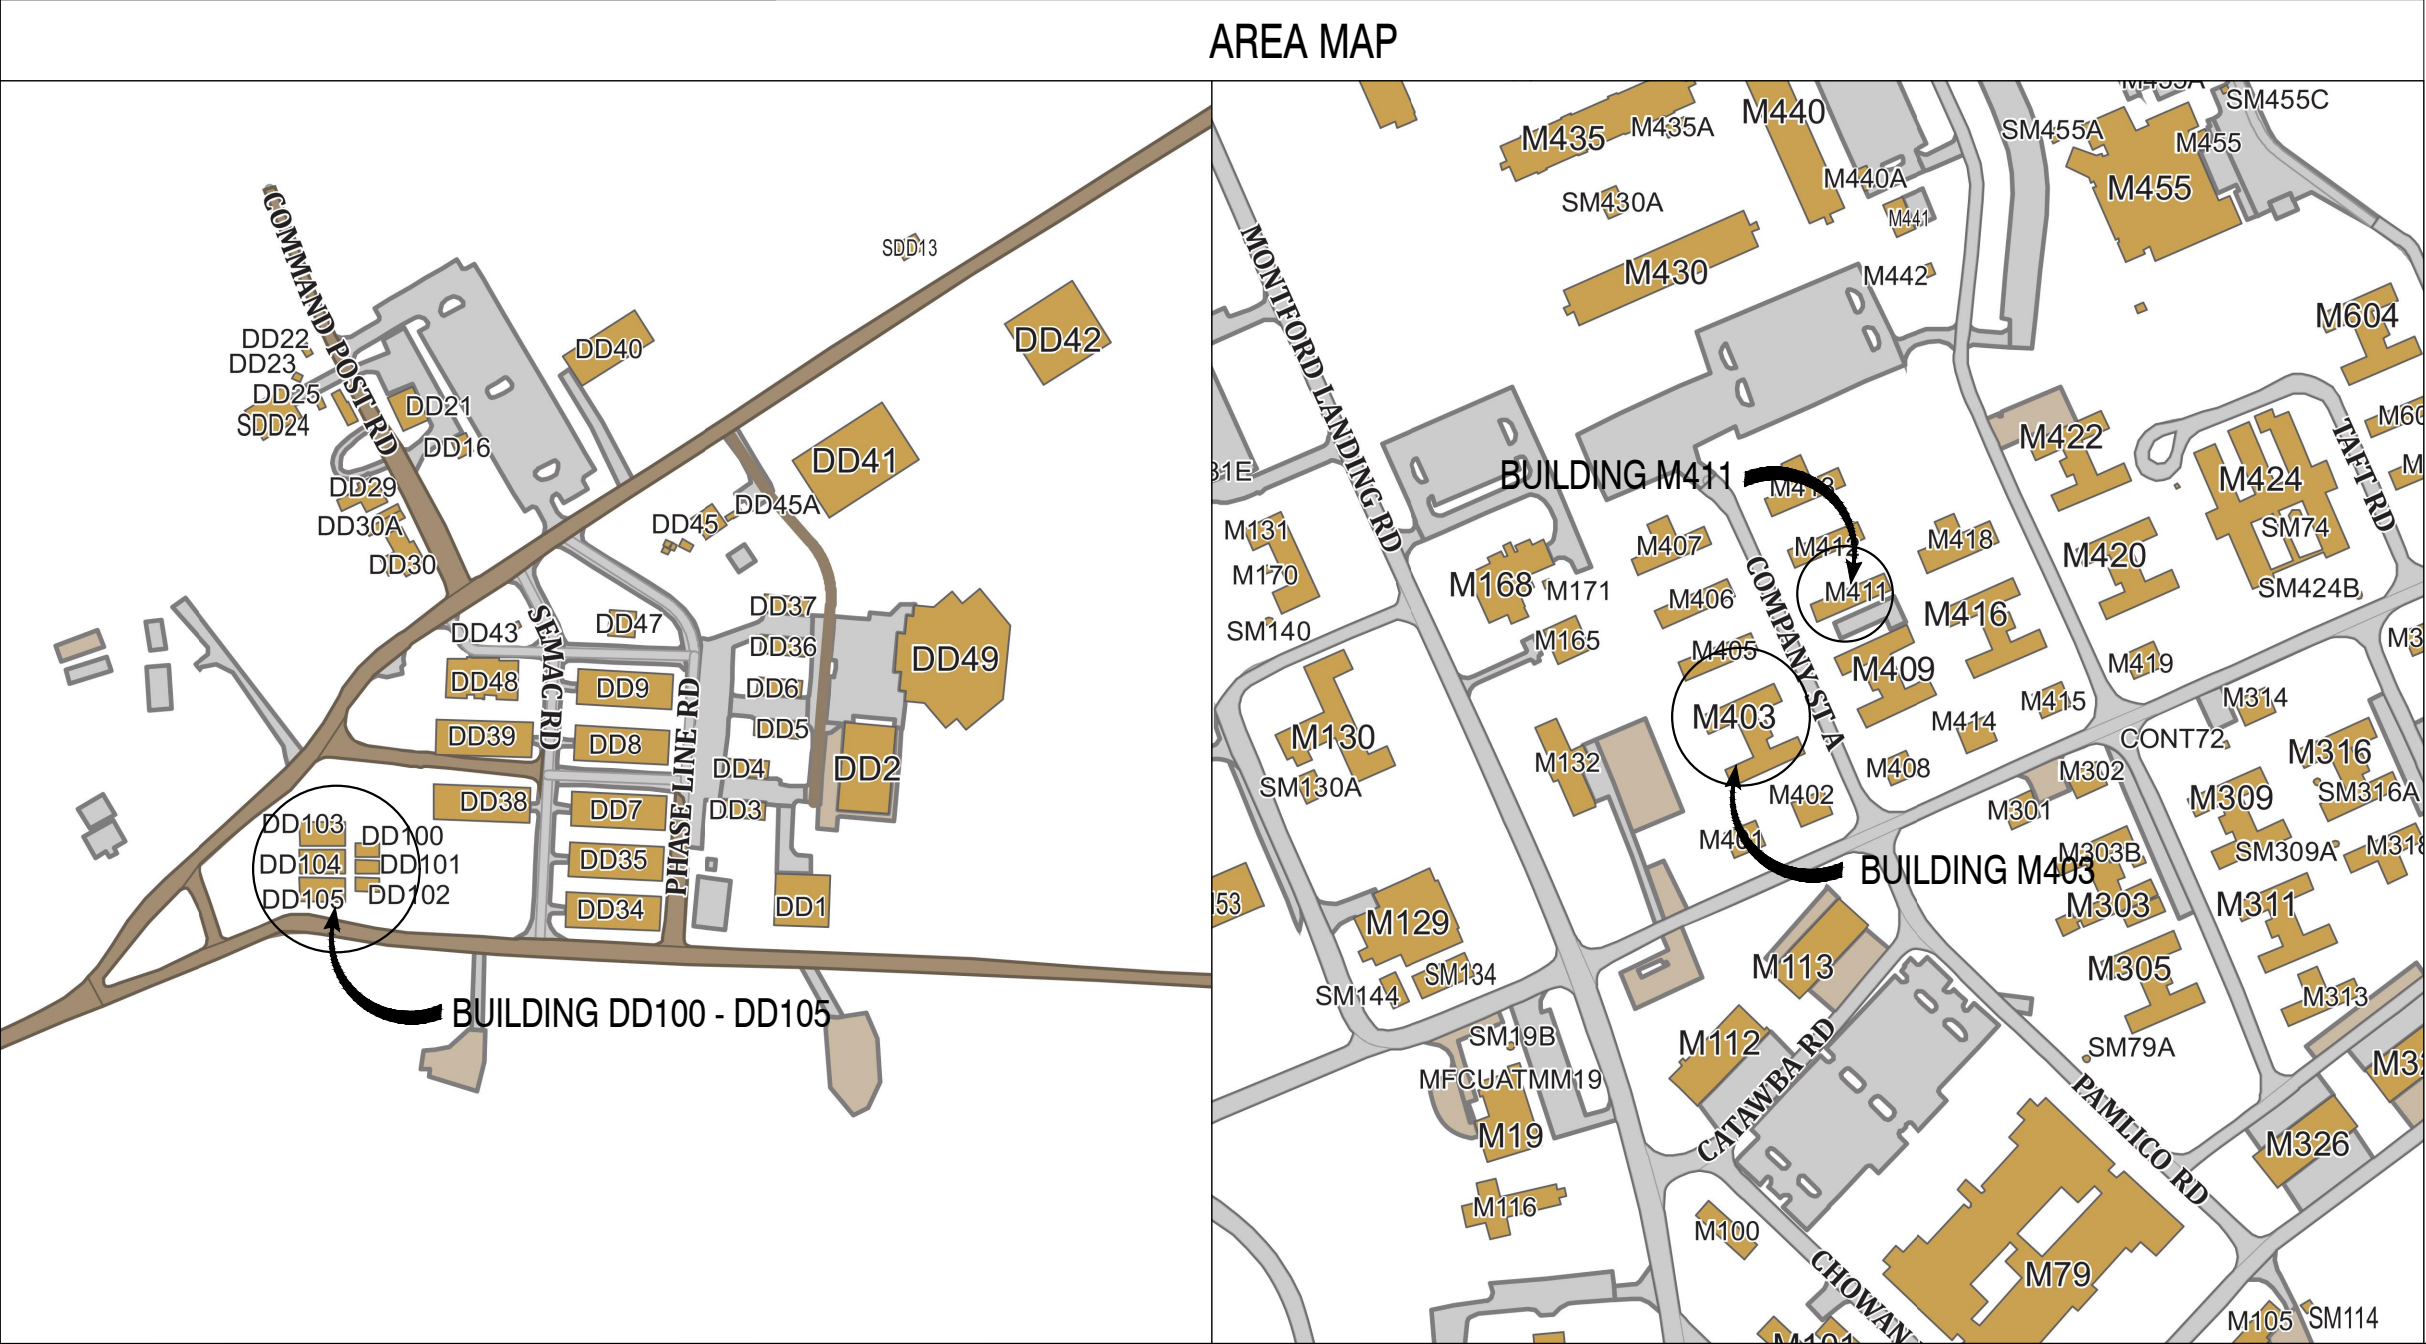 AREA MAP
COMMAND POST RD
SDD13
DD22
DD23
DD25
SDD24
DD21
DD16
DD40
DD42
DD41
DD29
DD30A
DD30
DD45
DD45A
SEMAC RD
DD43
DD47
DD37
DD36
DD49
DD48
DD9
DD6
DD39
DD8
DD5
PHASE LINE RD
DD4
DD2
DD38
DD7
DD3
DD103
DD100
DD104
DD101
DD105
DD102
DD35
DD34
DD1
BUILDING DD100 - DD105
M435
M435A
M440
SM455C
SM455A
M455
M455
M440A
SM430A
M441
M430
M442
MONTFORD LANDING RD
M604
M422
TAFT RD
M424
SM74
SM424B
BUILDING M411
M413
M131
M170
SM140
M168
M171
M165
M407
M412
M418
M420
M406
COMPANY ST A
M411
M416
M405
M409
M419
M403
M415
M414
M314
M130
SM130A
M132
M408
M402
M401
CONT72
M302
M301
M316
SM316A
M309
SM309A
M303B
BUILDING M403
M303
M311
M129
SM134
SM144
M113
M305
M313
SM19B
MFCUATMM19
M19
M112
CATAWBA RD
SM79A
PAMLICO RD
M326
M116
M100
M79
CHOWAN
M101
M105
SM114